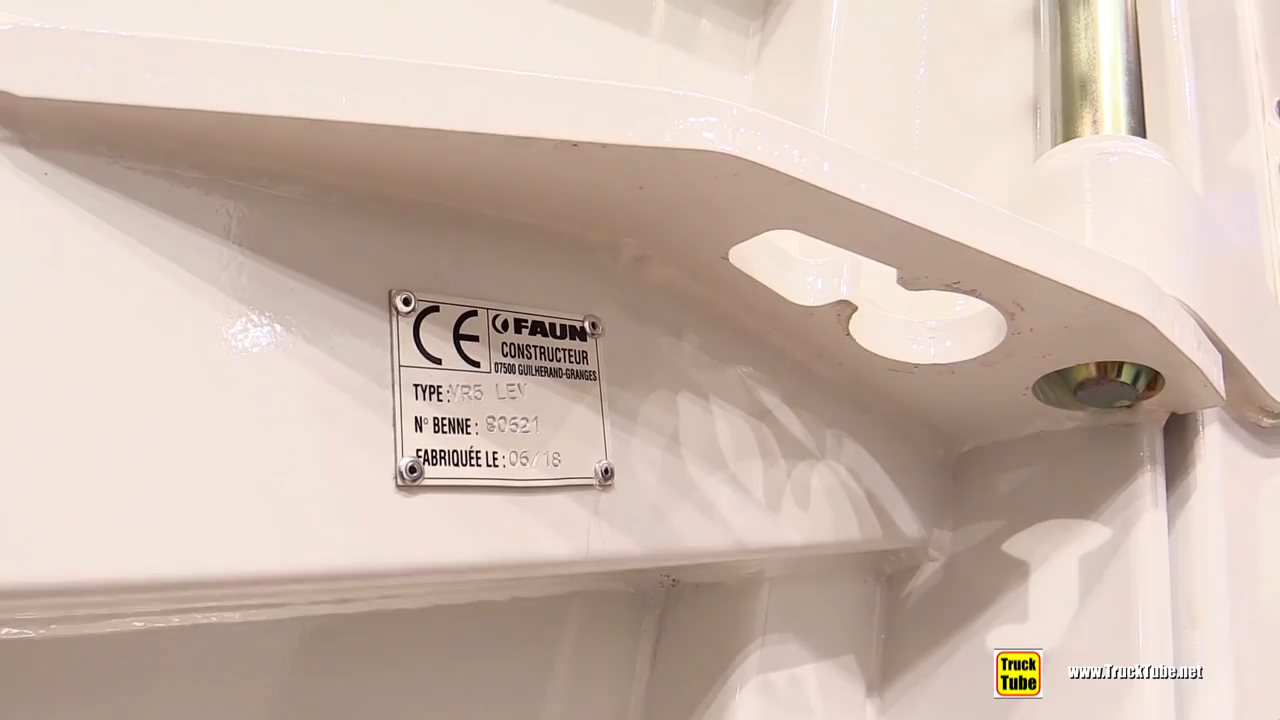 CE FAUN
CONSTRUCTEUR
07500 GUILHERAND-GRANGES
TYPE : VR5 LEV
N° BENNE : 80621
FABRIQUÉE LE : 06/18
Truck
Tube
www.TruckTube.net